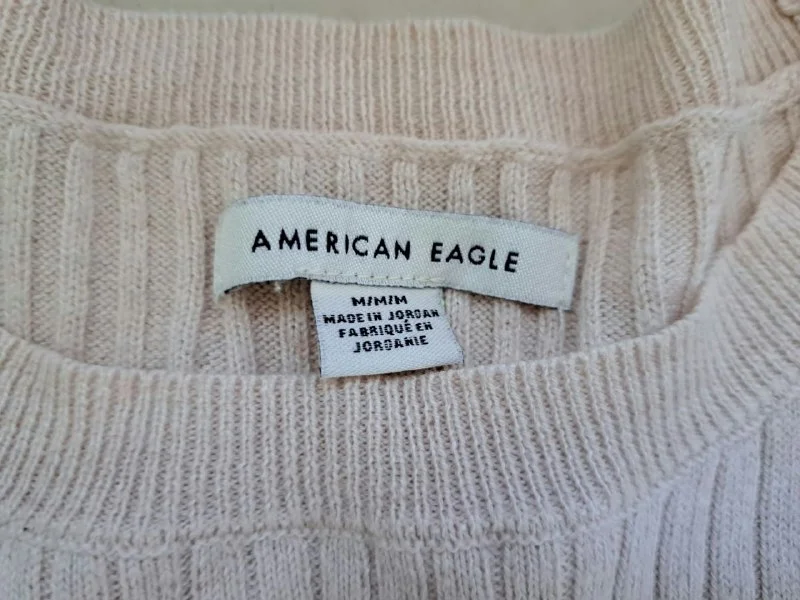 AMERICAN EAGLE
M/M/M
MADE IN JORDAN
FABRIQUÉ EN
JORDANIE